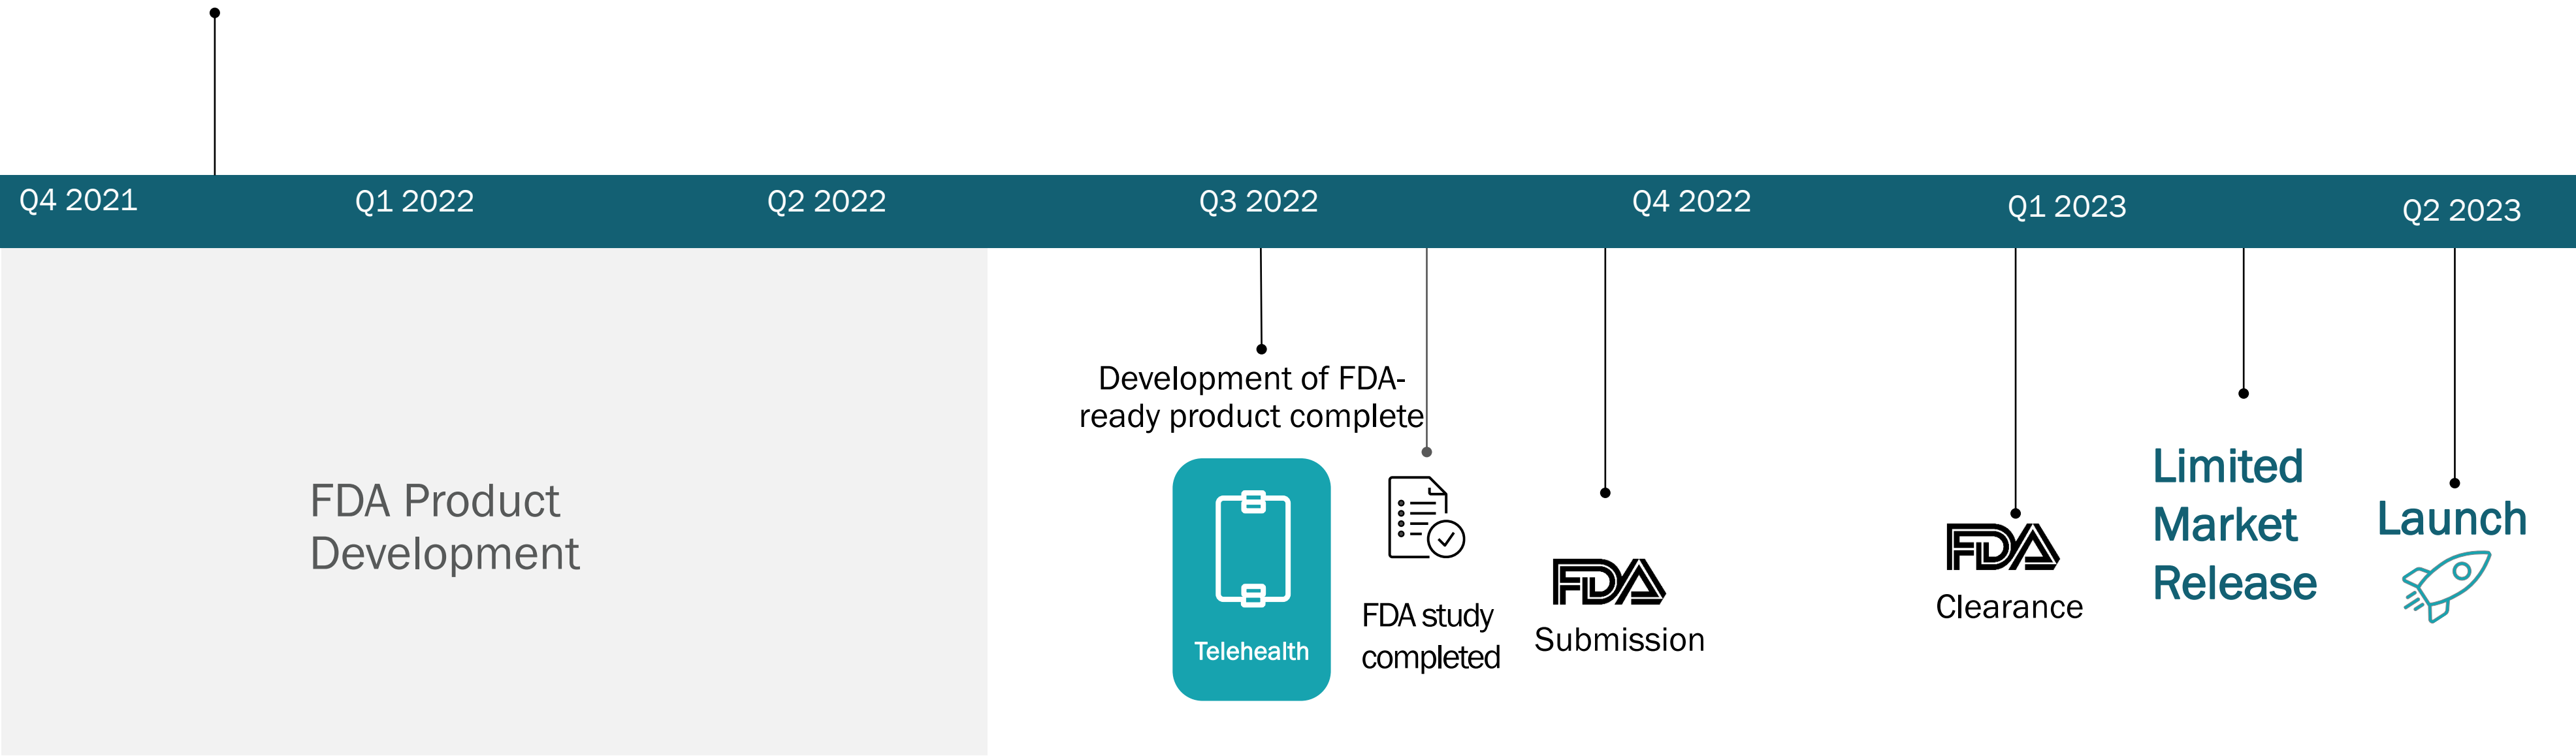 Q4 2021
Q1 2022
Q2 2022
Q3 2022
Q4 2022
Q1 2023
Q2 2023
FDA Product
Development
Development of FDA-
ready product complete
Telehealth
FDA study
completed
FDA
Submission
FDA
Clearance
Limited
Market
Release
Launch